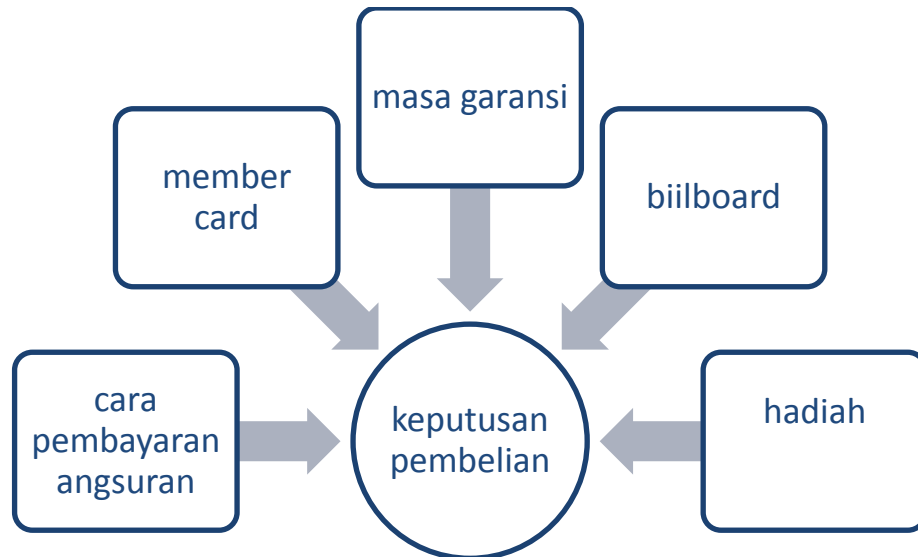 masa garansi
member
card
biilboard
cara
pembayaran
angsuran
keputusan
pembelian
hadiah